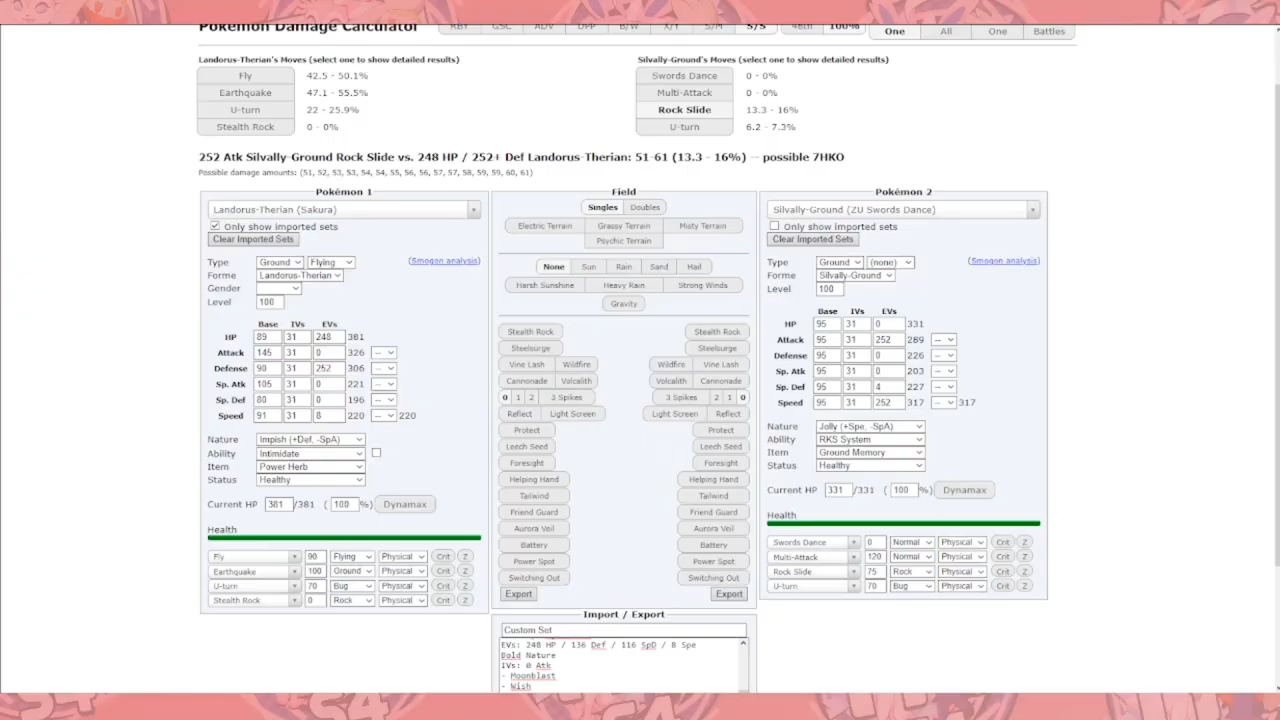 Pokémon Damage Calculator
RBY GSC ADV DPP B/W X/Y S/M S/S 48th 100% One All One Battles
Landorus-Therian's Moves (select one to show detailed results)
Fly 42.5 - 50.1%
Earthquake 47.1 - 55.5%
U-turn 22 - 25.9%
Stealth Rock 0 - 0%
Silvally-Ground's Moves (select one to show detailed results)
Swords Dance 0 - 0%
Multi-Attack 0 - 0%
Rock Slide 13.3 - 16%
U-turn 6.2 - 7.3%
252 Atk Silvally-Ground Rock Slide vs. 248 HP / 252+ Def Landorus-Therian: 51-61 (13.3 - 16%) -- possible 7HKO
Possible damage amounts: (51, 52, 53, 53, 54, 54, 55, 56, 56, 57, 57, 58, 59, 59, 60, 61)
Pokémon 1
Landorus-Therian (Sakura)
Only show imported sets
Clear Imported Sets
Type Ground Flying (Smogon analysis)
Forme Landorus-Therian
Gender
Level 100
Base IVs EVs
HP 89 31 248 381
Attack 145 31 0 326 --
Defense 90 31 252 306 --
Sp. Atk 105 31 0 221 --
Sp. Def 80 31 0 196 --
Speed 91 31 8 220 -- 220
Nature Impish (+Def, -SpA)
Ability Intimidate
Item Power Herb
Status Healthy
Current HP 381 /381 ( 100 %) Dynamax
Health
Fly 90 Flying Physical Crit Z
Earthquake 100 Ground Physical Crit Z
U-turn 70 Bug Physical Crit Z
Stealth Rock 0 Rock Physical Crit Z
Field
Singles Doubles
Electric Terrain Grassy Terrain Misty Terrain
Psychic Terrain
None Sun Rain Sand Hail
Harsh Sunshine Heavy Rain Strong Winds
Gravity
Stealth Rock Stealth Rock
Steelsurge Steelsurge
Vine Lash Wildfire Wildfire Vine Lash
Cannonade Volcalith Volcalith Cannonade
0 1 2 3 Spikes 3 Spikes 2 1 0
Reflect Light Screen Light Screen Reflect
Protect Protect
Leech Seed Leech Seed
Foresight Foresight
Helping Hand Helping Hand
Tailwind Tailwind
Friend Guard Friend Guard
Aurora Veil Aurora Veil
Battery Battery
Power Spot Power Spot
Switching Out Switching Out
Export Export
Import / Export
Custom Set
EVs: 248 HP / 136 Def / 116 SpD / 8 Spe
Bold Nature
IVs: 0 Atk
- Moonblast
- Wish
Pokémon 2
Silvally-Ground (ZU Swords Dance)
Only show imported sets
Clear Imported Sets
Type Ground (none) (Smogon analysis)
Forme Silvally-Ground
Level 100
Base IVs EVs
HP 95 31 0 331
Attack 95 31 252 289 --
Defense 95 31 0 226 --
Sp. Atk 95 31 0 203 --
Sp. Def 95 31 4 227 --
Speed 95 31 252 317 -- 317
Nature Jolly (+Spe, -SpA)
Ability RKS System
Item Ground Memory
Status Healthy
Current HP 331 /331 ( 100 %) Dynamax
Health
Swords Dance 0 Normal Physical Crit Z
Multi-Attack 120 Normal Physical Crit Z
Rock Slide 75 Rock Physical Crit Z
U-turn 70 Bug Physical Crit Z